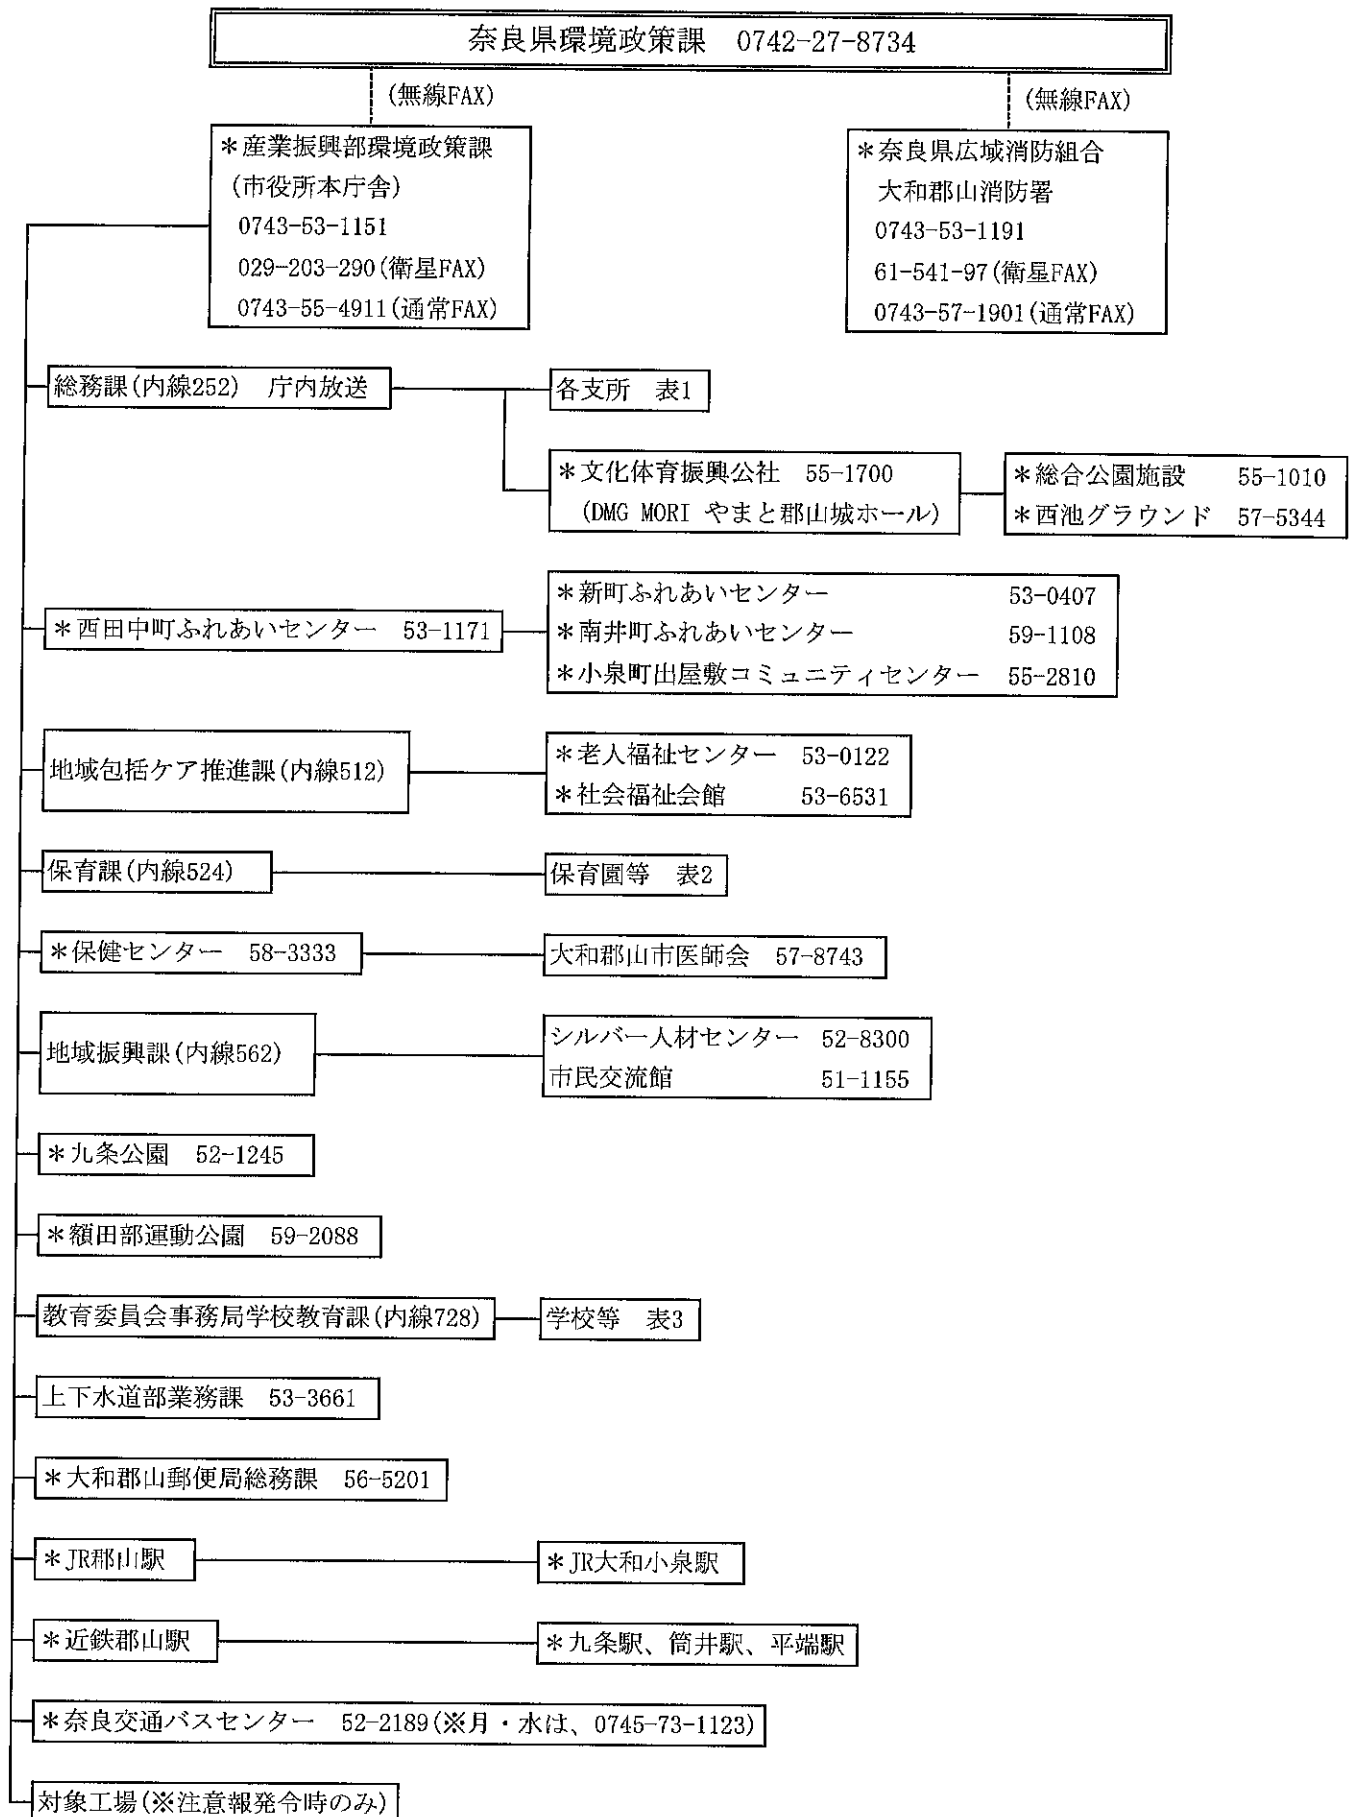 奈良県環境政策課　0742-27-8734
(無線FAX)
(無線FAX)
＊産業振興部環境政策課
(市役所本庁舎)
0743-53-1151
029-203-290(衛星FAX)
0743-55-4911(通常FAX)
＊奈良県広域消防組合
大和郡山消防署
0743-53-1191
61-541-97(衛星FAX)
0743-57-1901(通常FAX)
総務課(内線252)　庁内放送
各支所　表1
＊文化体育振興公社　55-1700
(DMG MORI やまと郡山城ホール)
＊総合公園施設　55-1010
＊西池グラウンド　57-5344
＊西田中町ふれあいセンター　53-1171
＊新町ふれあいセンター　53-0407
＊南井町ふれあいセンター　59-1108
＊小泉町出屋敷コミュニティセンター　55-2810
地域包括ケア推進課(内線512)
＊老人福祉センター　53-0122
＊社会福祉会館　53-6531
保育課(内線524)
保育園等　表2
＊保健センター　58-3333
大和郡山市医師会　57-8743
地域振興課(内線562)
シルバー人材センター　52-8300
市民交流館　51-1155
＊九条公園　52-1245
＊額田部運動公園　59-2088
教育委員会事務局学校教育課(内線728)
学校等　表3
上下水道部業務課　53-3661
＊大和郡山郵便局総務課　56-5201
＊JR郡山駅
＊JR大和小泉駅
＊近鉄郡山駅
＊九条駅、筒井駅、平端駅
＊奈良交通バスセンター　52-2189(※月・水は、0745-73-1123)
対象工場(※注意報発令時のみ)